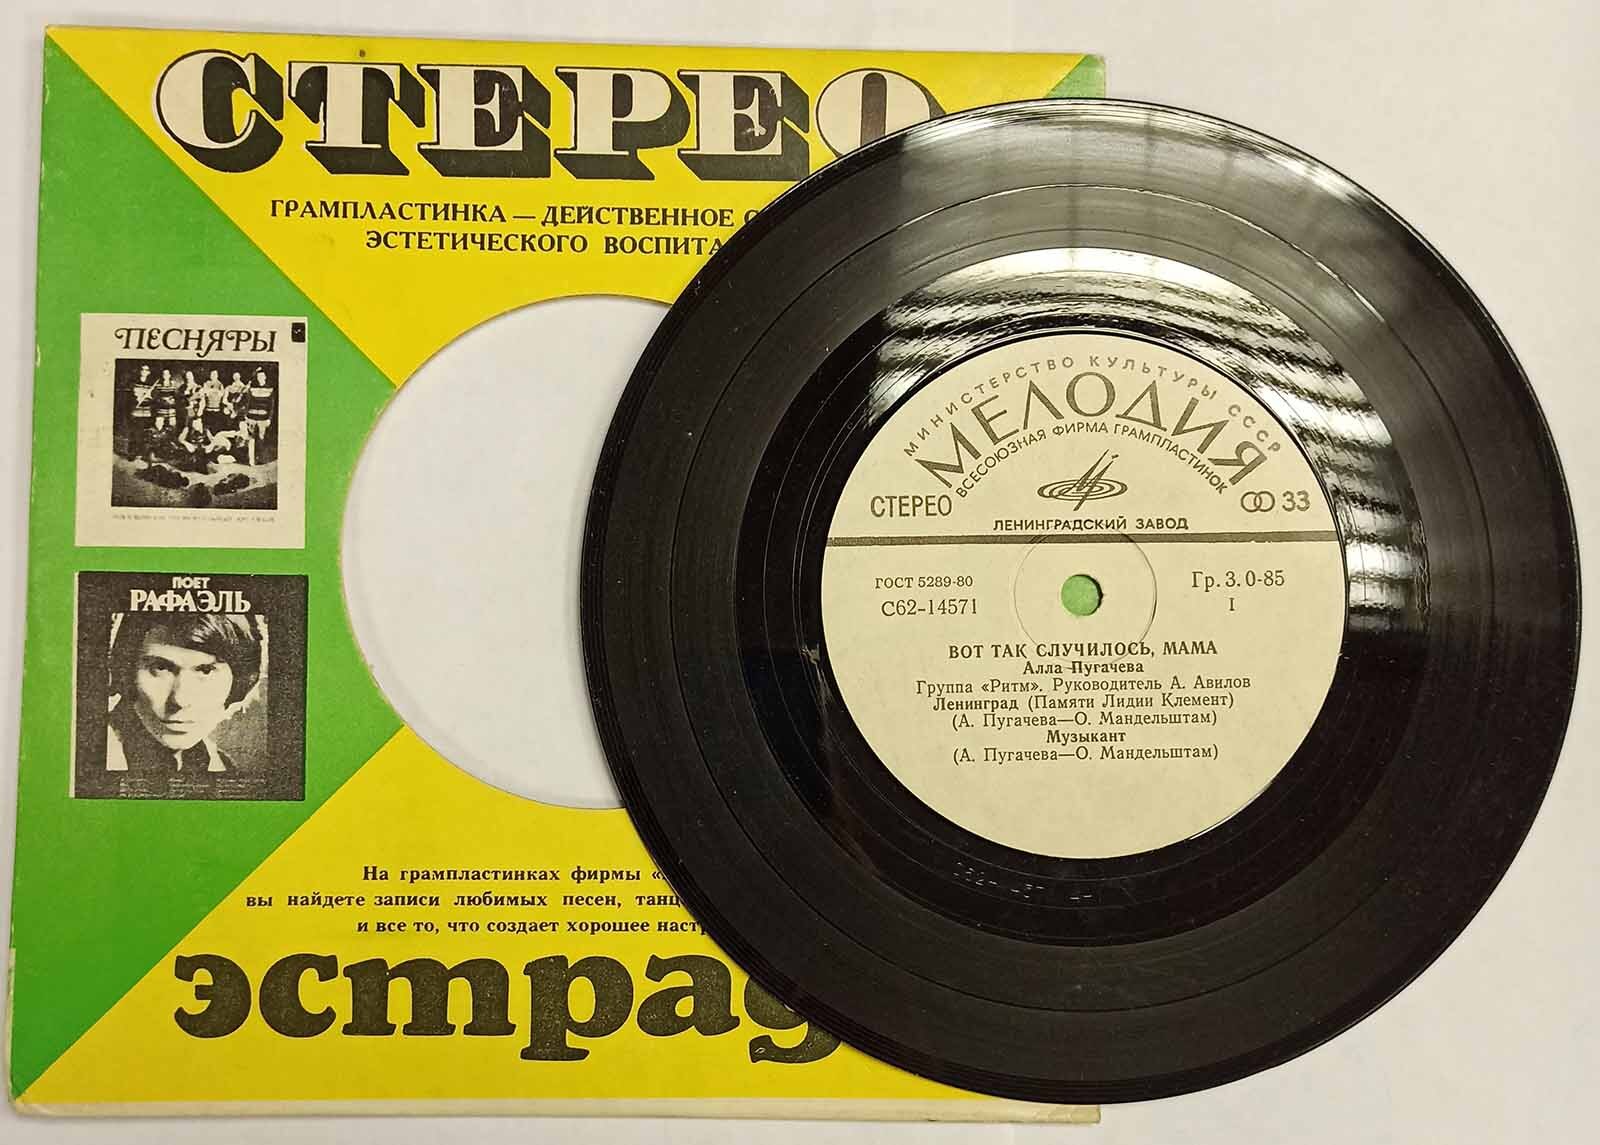 СТЕРЕО
ГРАМПЛАСТИНКА — ДЕЙСТВЕННОЕ
ЭСТЕТИЧЕСКОГО ВОСПИТА
ПЕСНЯРЫ
ПОЕТ
РАФАЭЛЬ
На грампластинках фирмы «
вы найдете записи любимых песен, танц
и все то, что создает хорошее настр
эстрад
МИНИСТЕРСТВО КУЛЬТУРЫ СССР
МЕЛОДИЯ
ВСЕСОЮЗНАЯ ФИРМА ГРАМПЛАСТИНОК
СТЕРЕО 33
ЛЕНИНГРАДСКИЙ ЗАВОД
ГОСТ 5289-80 Гр. 3. 0-85
С62-14571 I
ВОТ ТАК СЛУЧИЛОСЬ, МАМА
Алла Пугачева
Группа «Ритм». Руководитель А. Авилов
Ленинград (Памяти Лидии Клемент)
(А. Пугачева—О. Мандельштам)
Музыкант
(А. Пугачева—О. Мандельштам)